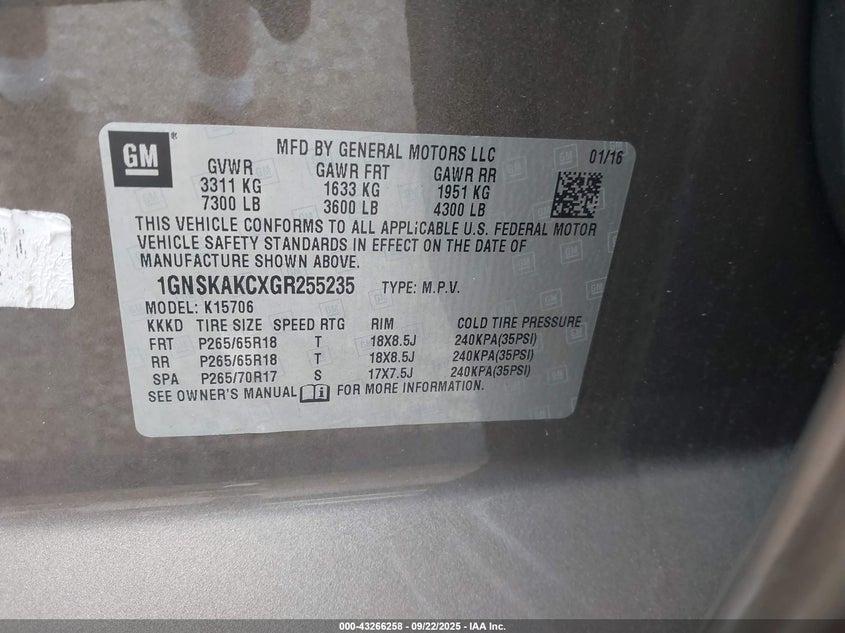 GM ®
MFD BY GENERAL MOTORS LLC 01/16
GVWR GAWR FRT GAWR RR
3311 KG 1633 KG 1951 KG
7300 LB 3600 LB 4300 LB
THIS VEHICLE CONFORMS TO ALL APPLICABLE U.S. FEDERAL MOTOR
VEHICLE SAFETY STANDARDS IN EFFECT ON THE DATE OF
MANUFACTURE SHOWN ABOVE.
1GNSKAKCXGR255235 TYPE: M.P.V.
MODEL: K15706
KKKD TIRE SIZE SPEED RTG RIM COLD TIRE PRESSURE
FRT P265/65R18 T 18X8.5J 240KPA(35PSI)
RR P265/65R18 T 18X8.5J 240KPA(35PSI)
SPA P265/70R17 S 17X7.5J 240KPA(35PSI)
SEE OWNER'S MANUAL FOR MORE INFORMATION.
000-43266258 - 09/22/2025 - IAA Inc.